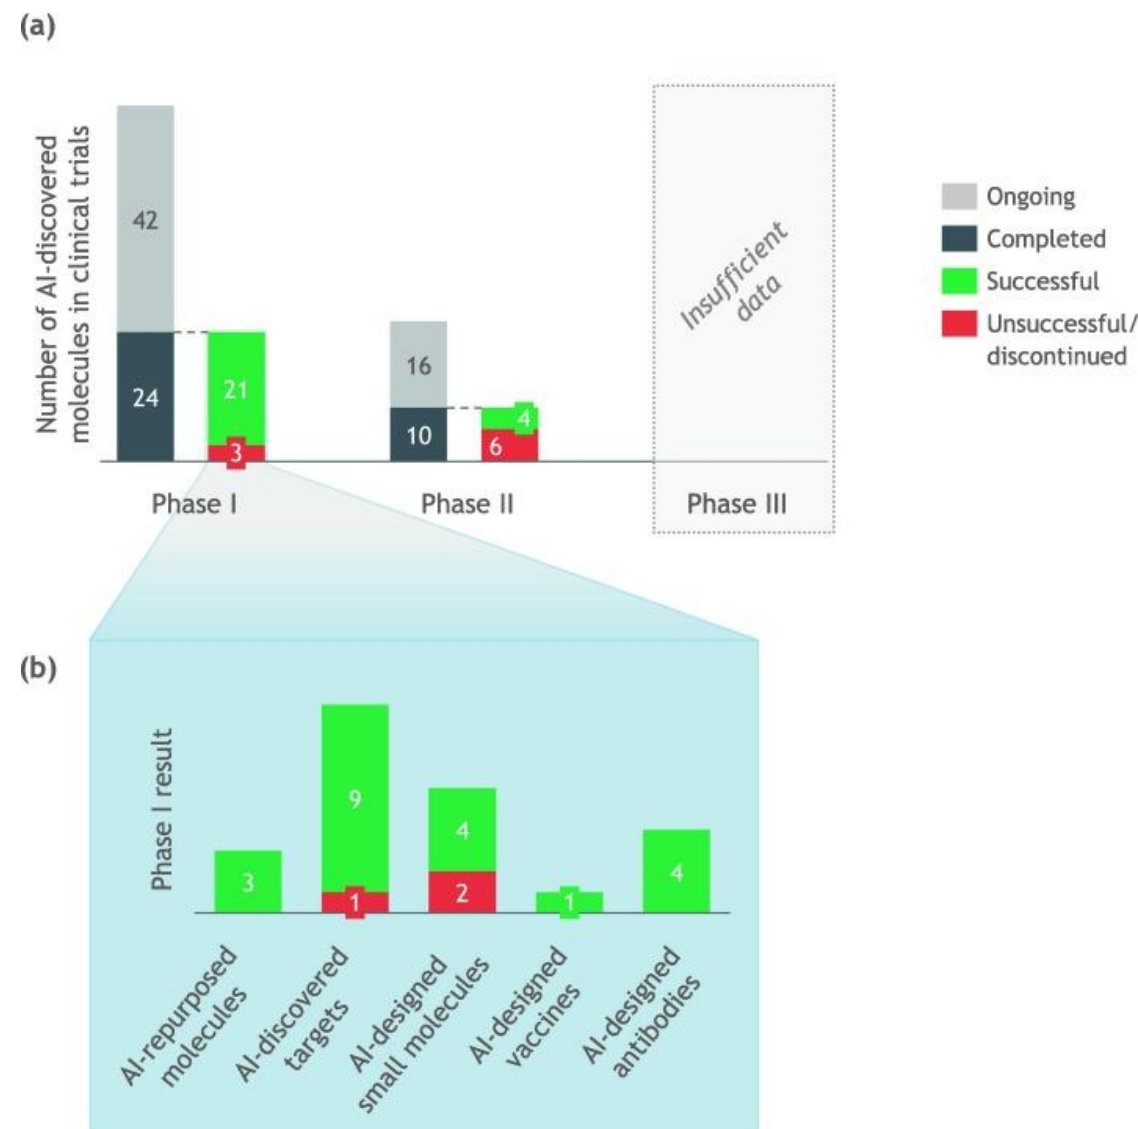 (a)
Number of AI-discovered
molecules in clinical trials
42
24
21
3
16
10
4
6
Insufficient
data
Phase I
Phase II
Phase III
Ongoing
Completed
Successful
Unsuccessful/
discontinued
(b)
Phase I result
3
9
1
4
2
1
4
AI-repurposed
molecules
AI-discovered
targets
AI-designed
small molecules
AI-designed
vaccines
AI-designed
antibodies